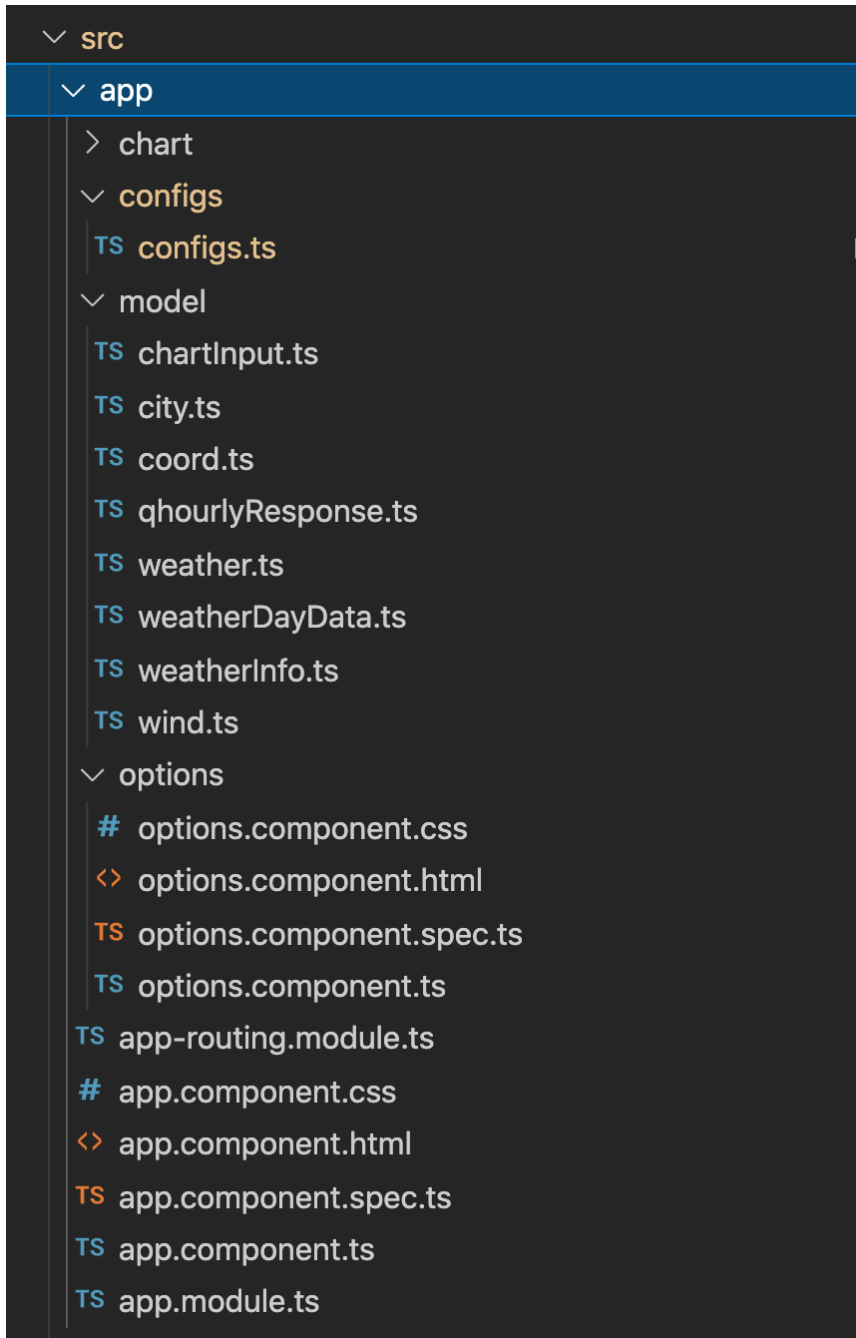 src
app
chart
configs
TS configs.ts
model
TS chartInput.ts
TS city.ts
TS coord.ts
TS qhourlyResponse.ts
TS weather.ts
TS weatherDayData.ts
TS weatherInfo.ts
TS wind.ts
options
# options.component.css
<> options.component.html
TS options.component.spec.ts
TS options.component.ts
TS app-routing.module.ts
# app.component.css
<> app.component.html
TS app.component.spec.ts
TS app.component.ts
TS app.module.ts